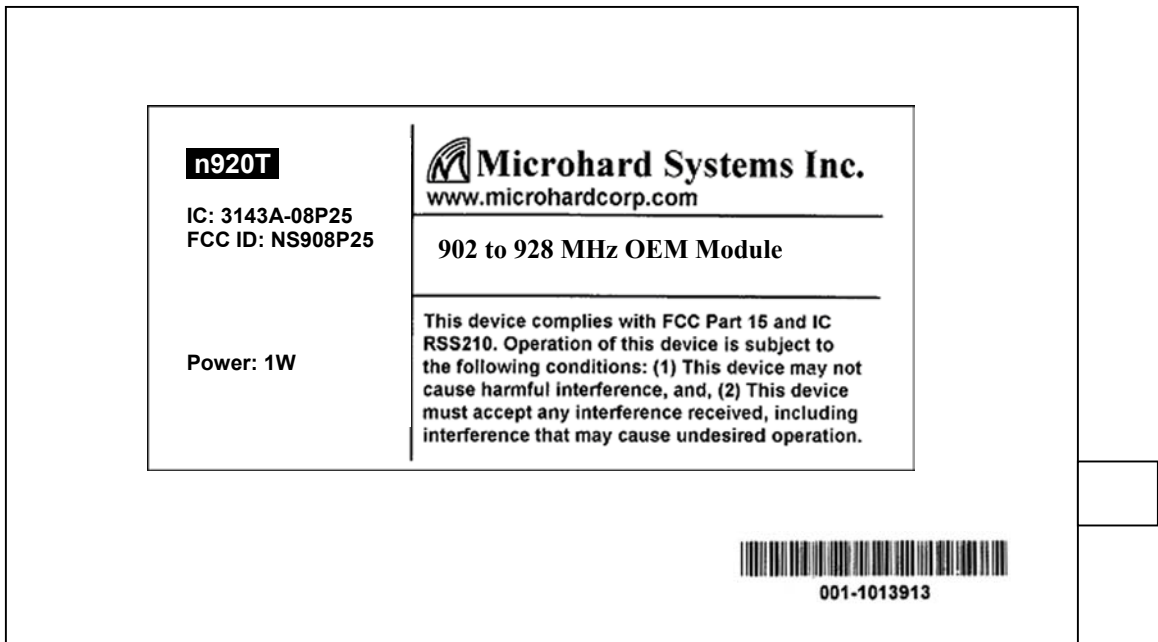 n920T
IC: 3143A-08P25
FCC ID: NS908P25
Power: 1W
Microhard Systems Inc.
www.microhardcorp.com
902 to 928 MHz OEM Module
This device complies with FCC Part 15 and IC
RSS210. Operation of this device is subject to
the following conditions: (1) This device may not
cause harmful interference, and, (2) This device
must accept any interference received, including
interference that may cause undesired operation.
001-1013913